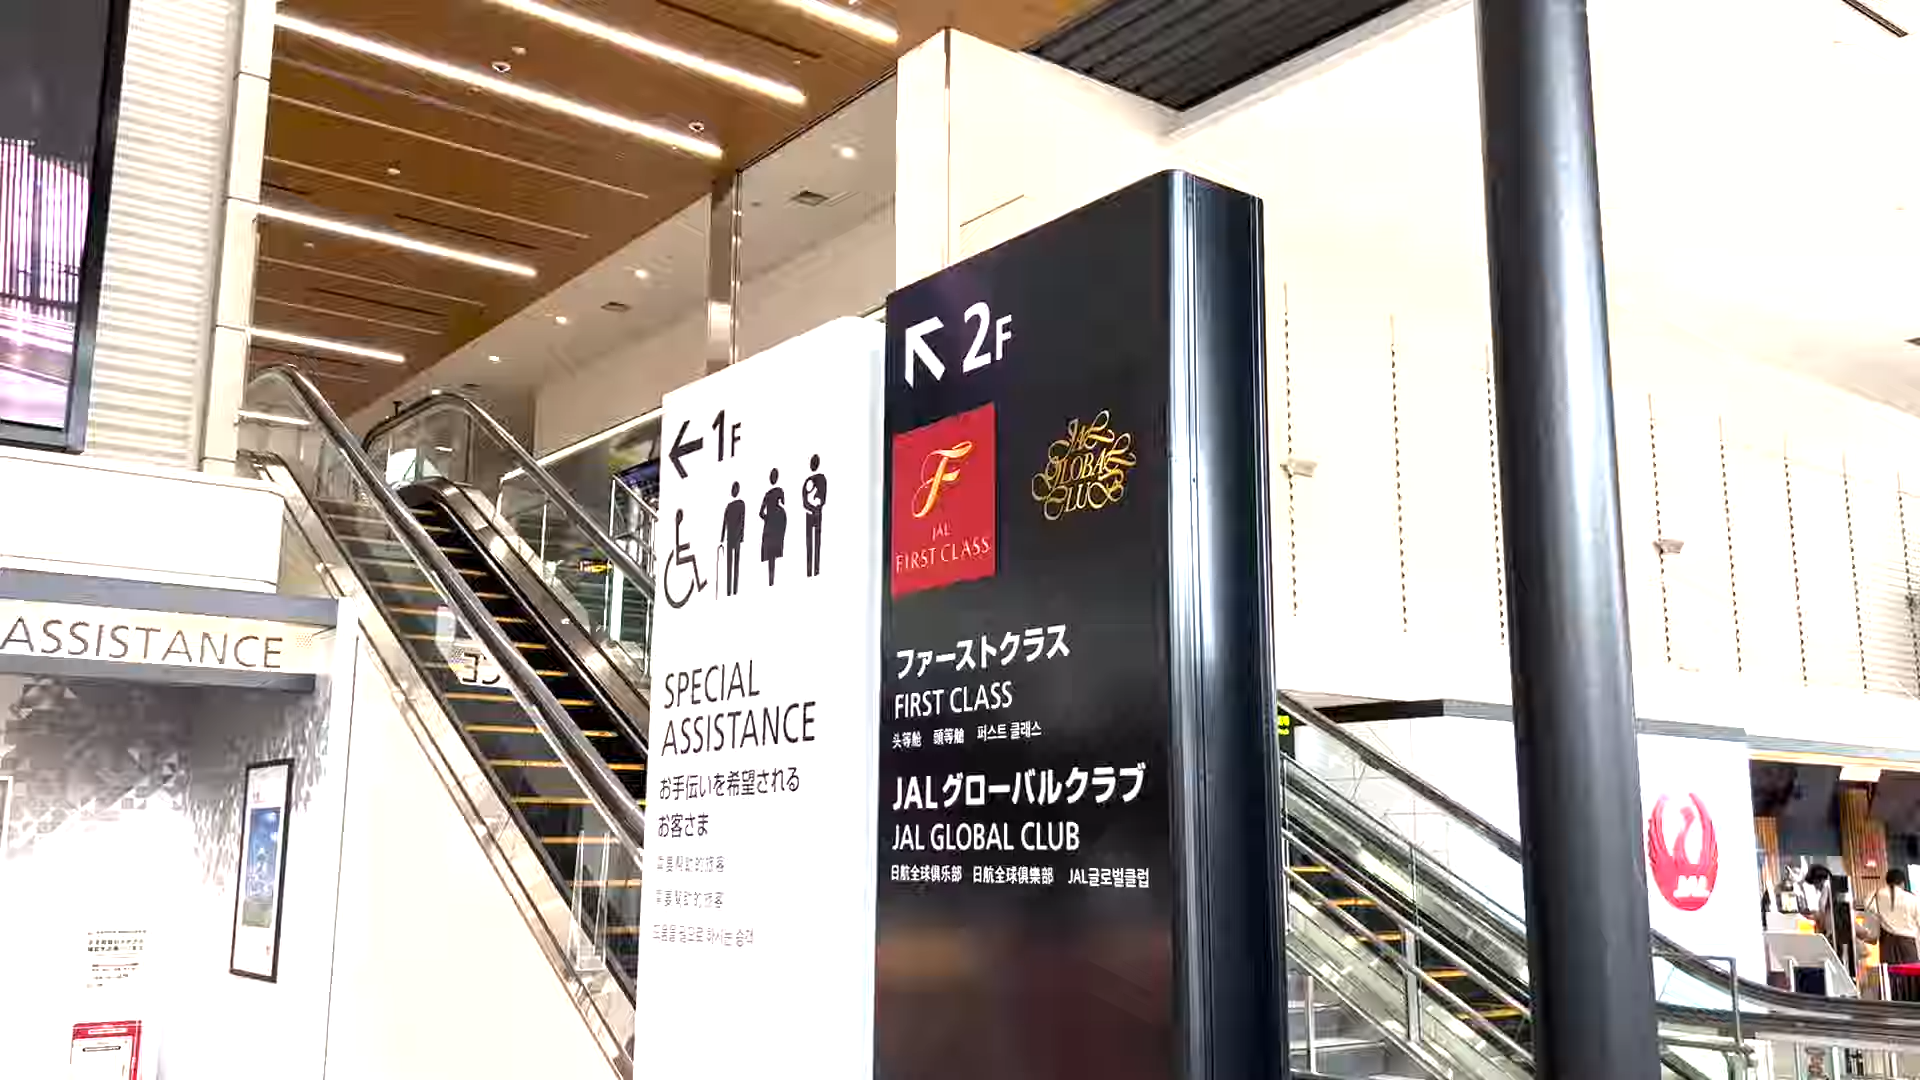 ASSISTANCE
1F
SPECIAL
ASSISTANCE
お手伝いを希望される
お客さま
2F
F
JAL
FIRST CLASS
JAL
GLOBAL
CLUB
ファーストクラス
FIRST CLASS
头等舱 頭等艙 퍼스트 클래스
JALグローバルクラブ
JAL GLOBAL CLUB
日航全球俱乐部 日航全球俱樂部 JAL글로벌클럽
JAL